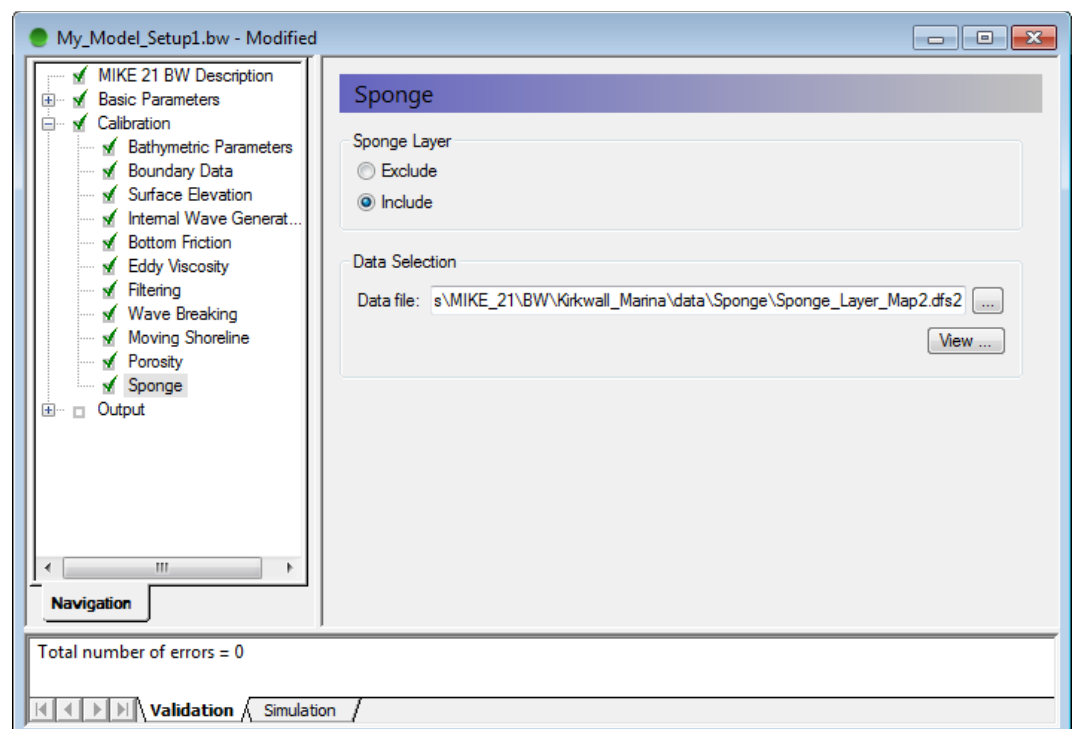 My_Model_Setup1.bw - Modified
MIKE 21 BW Description
Basic Parameters
Calibration
Bathymetric Parameters
Boundary Data
Surface Elevation
Internal Wave Generat...
Bottom Friction
Eddy Viscosity
Filtering
Wave Breaking
Moving Shoreline
Porosity
Sponge
Output
Navigation
Sponge
Sponge Layer
Exclude
Include
Data Selection
Data file: s\MIKE_21\BW\Kirkwall_Marina\data\Sponge\Sponge_Layer_Map2.dfs2 ...
View ...
Total number of errors = 0
Validation Simulation